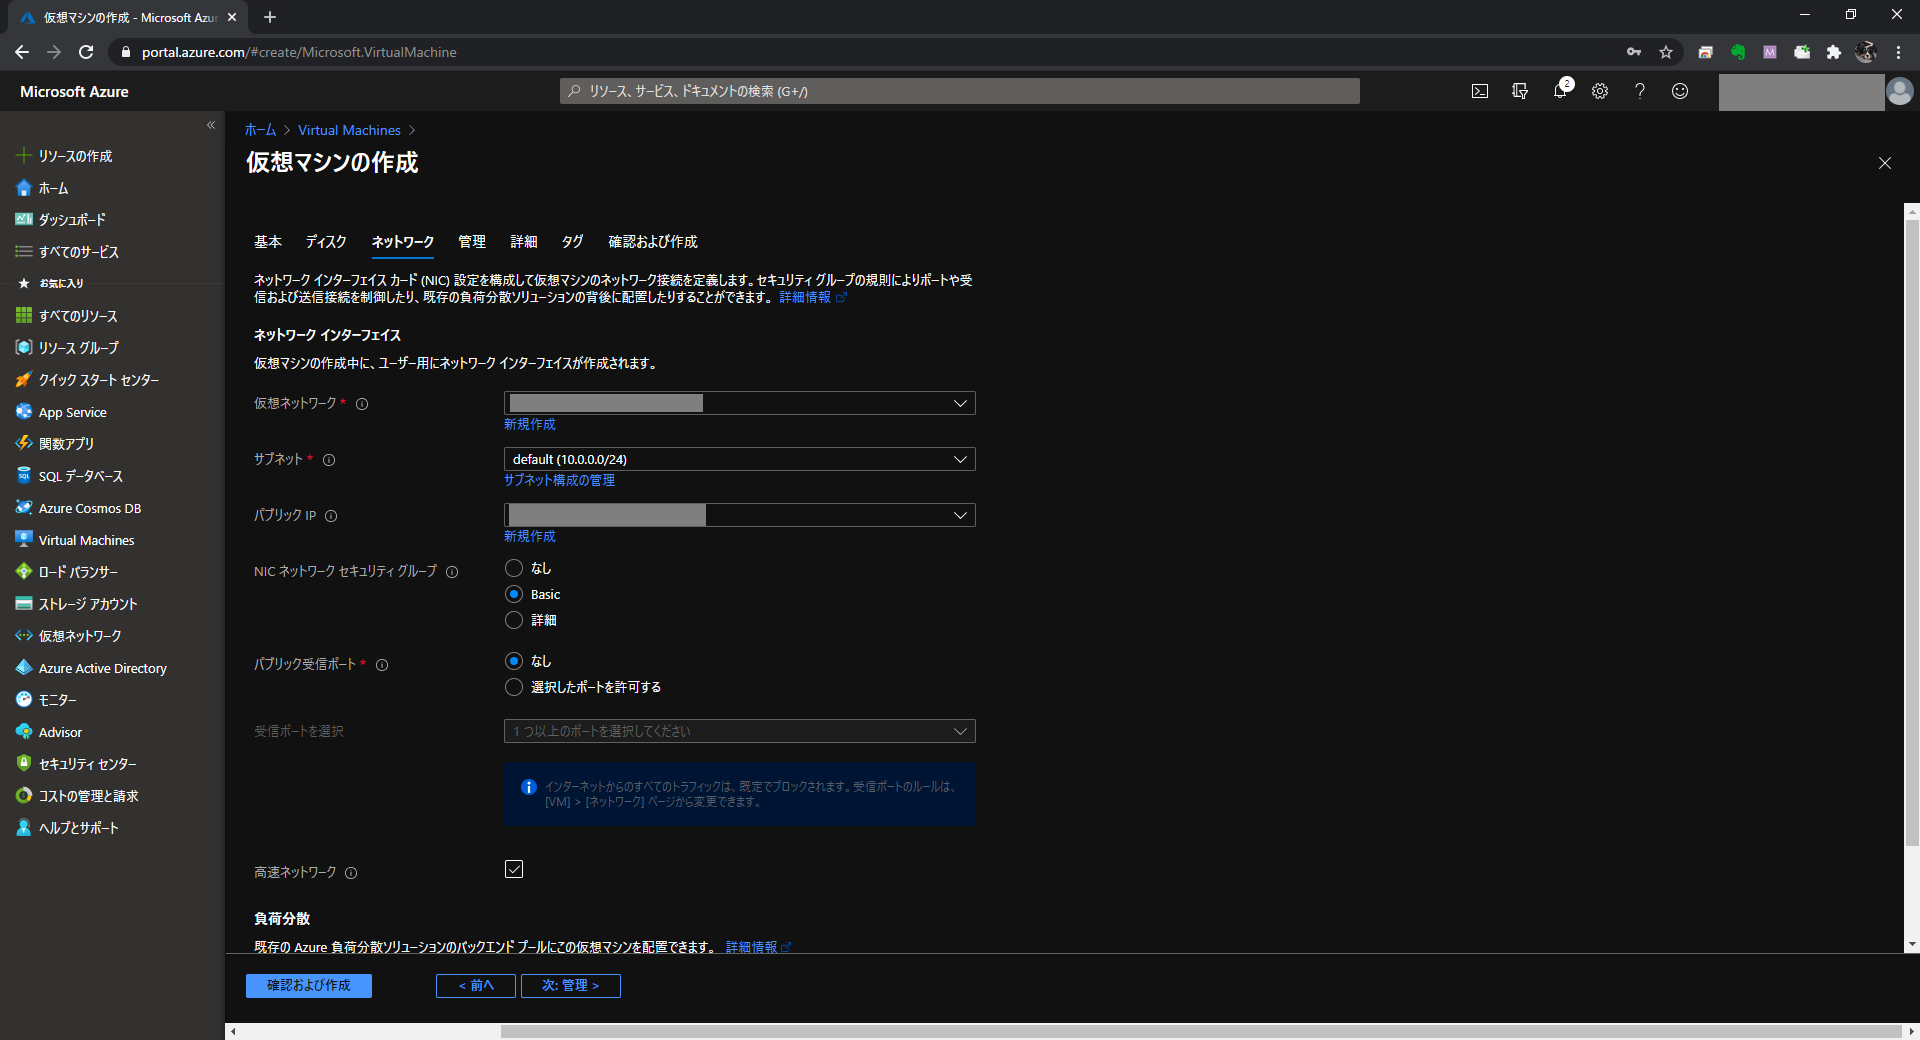 仮想マシンの作成 - Microsoft Azur
portal.azure.com/#create/Microsoft.VirtualMachine
Microsoft Azure
リソース、サービス、ドキュメントの検索 (G+/)
2
リソースの作成
ホーム
ダッシュボード
すべてのサービス
お気に入り
すべてのリソース
リソース グループ
クイック スタート センター
App Service
関数アプリ
SQL データベース
Azure Cosmos DB
Virtual Machines
ロード バランサー
ストレージ アカウント
仮想ネットワーク
Azure Active Directory
モニター
Advisor
セキュリティ センター
コストの管理と請求
ヘルプとサポート
ホーム > Virtual Machines >
仮想マシンの作成
基本 ディスク ネットワーク 管理 詳細 タグ 確認および作成
ネットワーク インターフェイス カード (NIC) 設定を構成して仮想マシンのネットワーク接続を定義します。セキュリティ グループの規則によりポートや受
信および送信接続を制御したり、既存の負荷分散ソリューションの背後に配置したりすることができます。 詳細情報
ネットワーク インターフェイス
仮想マシンの作成中に、ユーザー用にネットワーク インターフェイスが作成されます。
仮想ネットワーク *
新規作成
サブネット * default (10.0.0.0/24)
サブネット構成の管理
パブリック IP
新規作成
NIC ネットワーク セキュリティ グループ なし
Basic
詳細
パブリック受信ポート * なし
選択したポートを許可する
受信ポートを選択 1 つ以上のポートを選択してください
インターネットからのすべてのトラフィックは、既定でブロックされます。受信ポートのルールは、
[VM] > [ネットワーク] ページから変更できます。
高速ネットワーク
負荷分散
既存の Azure 負荷分散ソリューションのバックエンド プールにこの仮想マシンを配置できます。 詳細情報
確認および作成 < 前へ 次: 管理 >